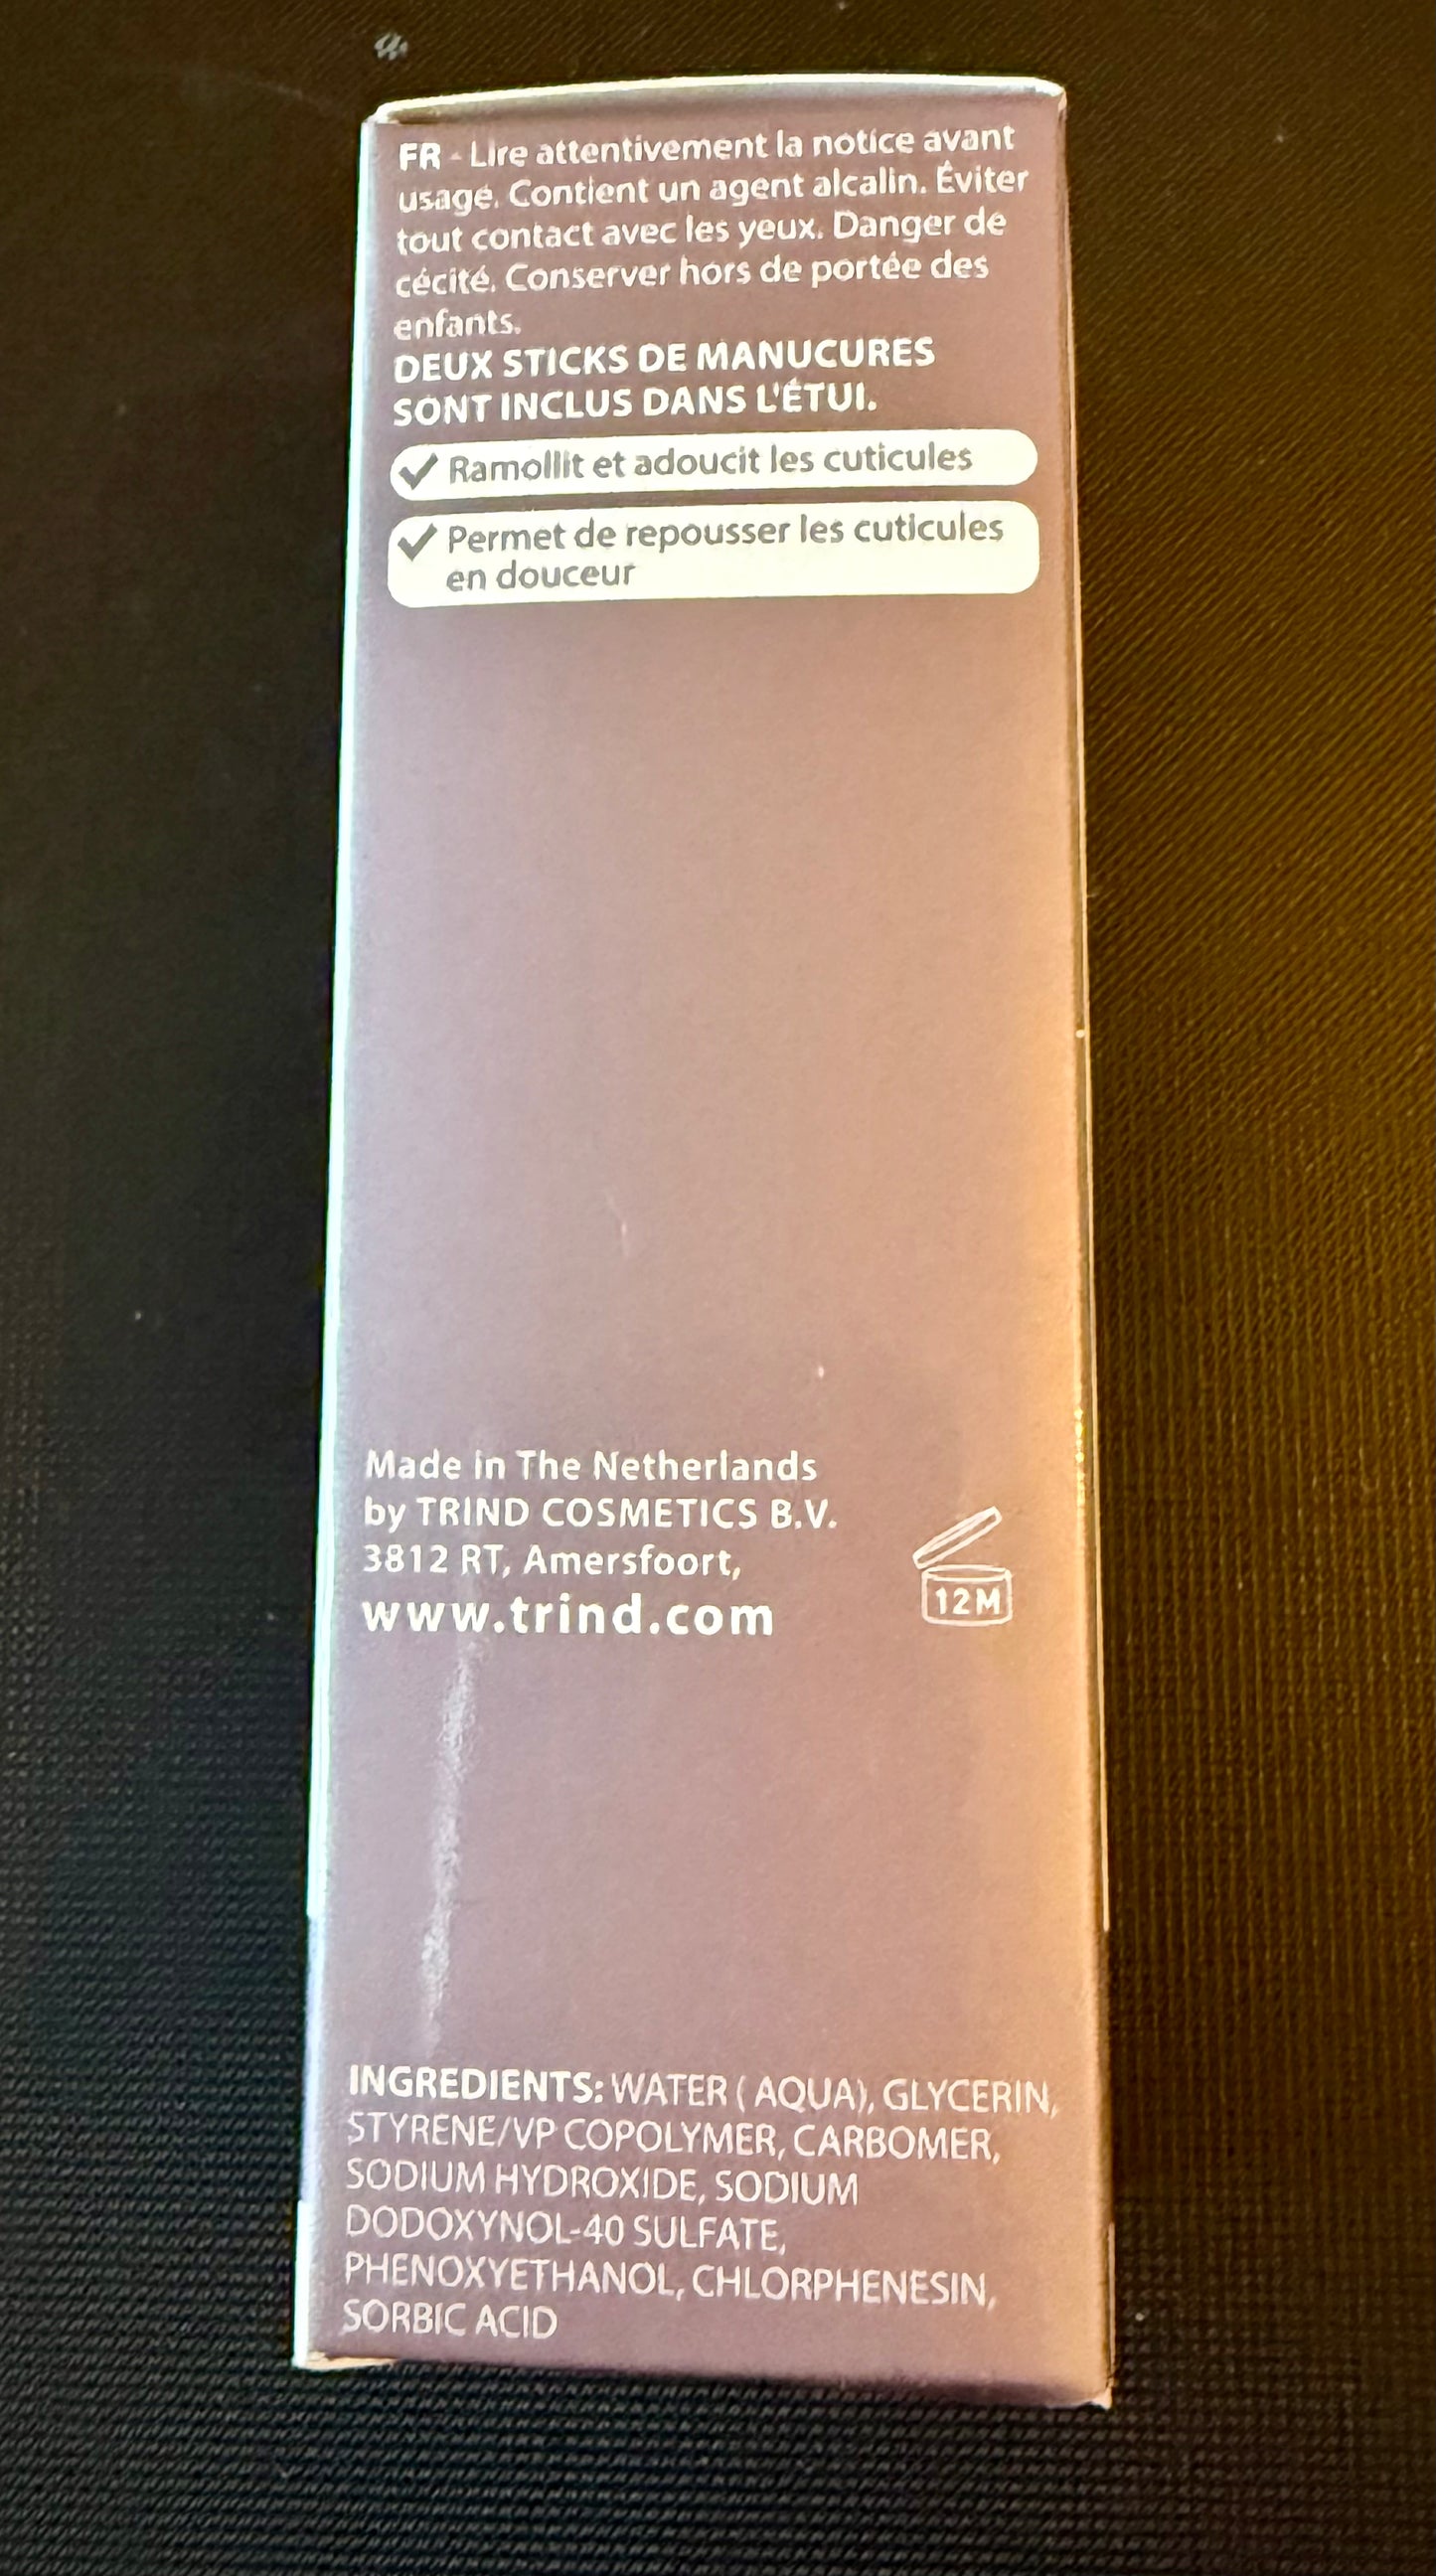 FR - Lire attentivement la notice avant
usage. Contient un agent alcalin. Éviter
tout contact avec les yeux. Danger de
cécité. Conserver hors de portée des
enfants.
DEUX STICKS DE MANUCURES
SONT INCLUS DANS L'ÉTUI.
Ramollit et adoucit les cuticules
Permet de repousser les cuticules
en douceur
Made in The Netherlands
by TRIND COSMETICS B.V.
3812 RT, Amersfoort,
www.trind.com
12M
INGREDIENTS: WATER ( AQUA), GLYCERIN,
STYRENE/VP COPOLYMER, CARBOMER,
SODIUM HYDROXIDE, SODIUM
DODOXYNOL-40 SULFATE,
PHENOXYETHANOL, CHLORPHENESIN,
SORBIC ACID